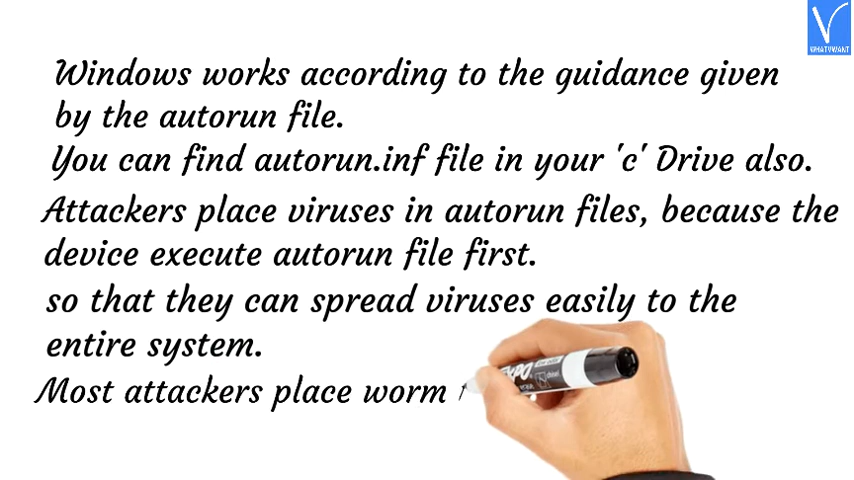 WHATVWANT
Windows works according to the guidance given
by the autorun file.
You can find autorun.inf file in your 'c' Drive also.
Attackers place viruses in autorun files, because the
device execute autorun file first.
so that they can spread viruses easily to the
entire system.
Most attackers place worm